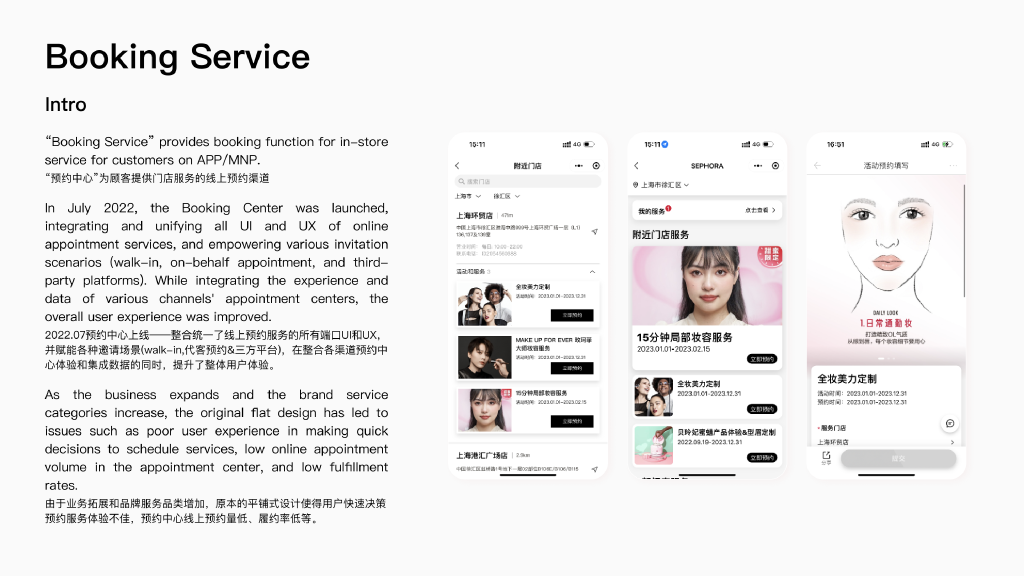 Booking Service
Intro
“Booking Service” provides booking function for in-store
service for customers on APP/MNP.
“预约中心”为顾客提供门店服务的线上预约渠道
In July 2022, the Booking Center was launched,
integrating and unifying all UI and UX of online
appointment services, and empowering various invitation
scenarios (walk-in, on-behalf appointment, and third-
party platforms). While integrating the experience and
data of various channels' appointment centers, the
overall user experience was improved.
2022.07预约中心上线——整合统一了线上预约服务的所有端口UI和UX，
并赋能各种邀请场景(walk-in,代客预约&三方平台)，在整合各渠道预约中
心体验和集成数据的同时，提升了整体用户体验。
As the business expands and the brand service
categories increase, the original flat design has led to
issues such as poor user experience in making quick
decisions to schedule services, low online appointment
volume in the appointment center, and low fulfillment
rates.
由于业务拓展和品牌服务品类增加，原本的平铺式设计使得用户快速决策
预约服务体验不佳，预约中心线上预约量低、履约率低等。
15:11
4G
附近门店
搜索门店
上海市
徐汇区
上海环贸店
47m
活动和服务
全妆美力定制
活动时间：2023.01.01-2023.12.31
立即预约
MAKE UP FOR EVER 玫珂菲
大师妆容服务
立即预约
15分钟局部妆容服务
活动时间：2023.01.01-2023.02.15
立即预约
上海港汇广场店
15:11
4G
SEPHORA
上海市徐汇区
我的服务
1
点击查看
附近门店服务
甜蜜
限定
15分钟局部妆容服务
2023.01.01-2023.02.15
立即预约
全妆美力定制
2023.01.01-2023.12.31
立即预约
贝玲妃蜜蜡产品体验&型眉定制
2022.09.19-2023.12.31
立即预约
16:51
4G
活动预约填写
DAILY LOOK
1.日常通勤妆
打造精致OL气质
全妆美力定制
活动时间：2023.01.01-2023.12.31
预约时间：2023.01.01-2023.12.31
服务门店
上海环贸店
分享
提交